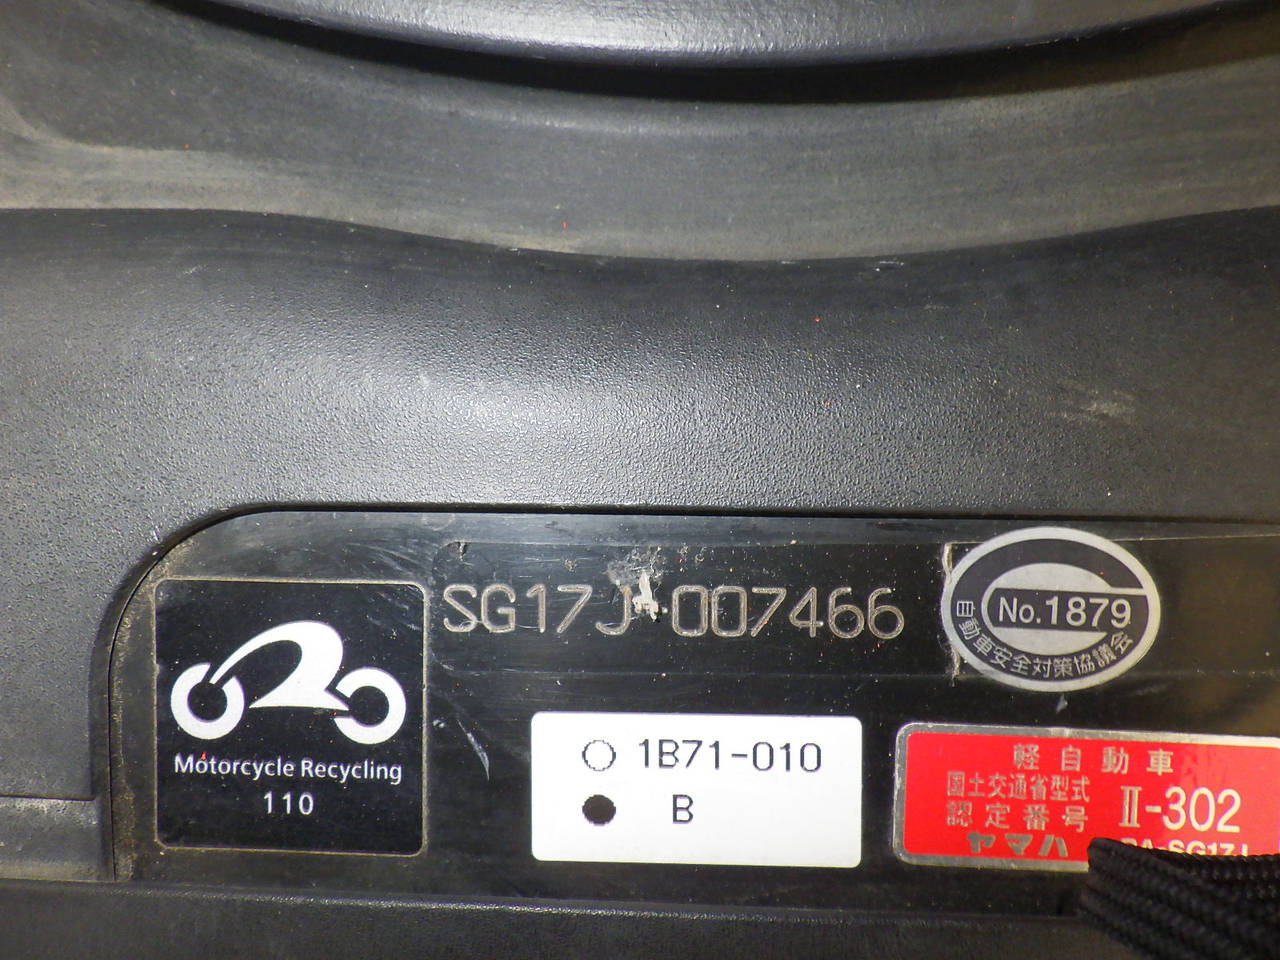 SG17J-007466
No.1879
自動車安全対策協議会
Motorcycle Recycling
110
1B71-010
B
軽自動車
国土交通省型式
認定番号 Ⅱ-302
ヤマハ BA-SG17J